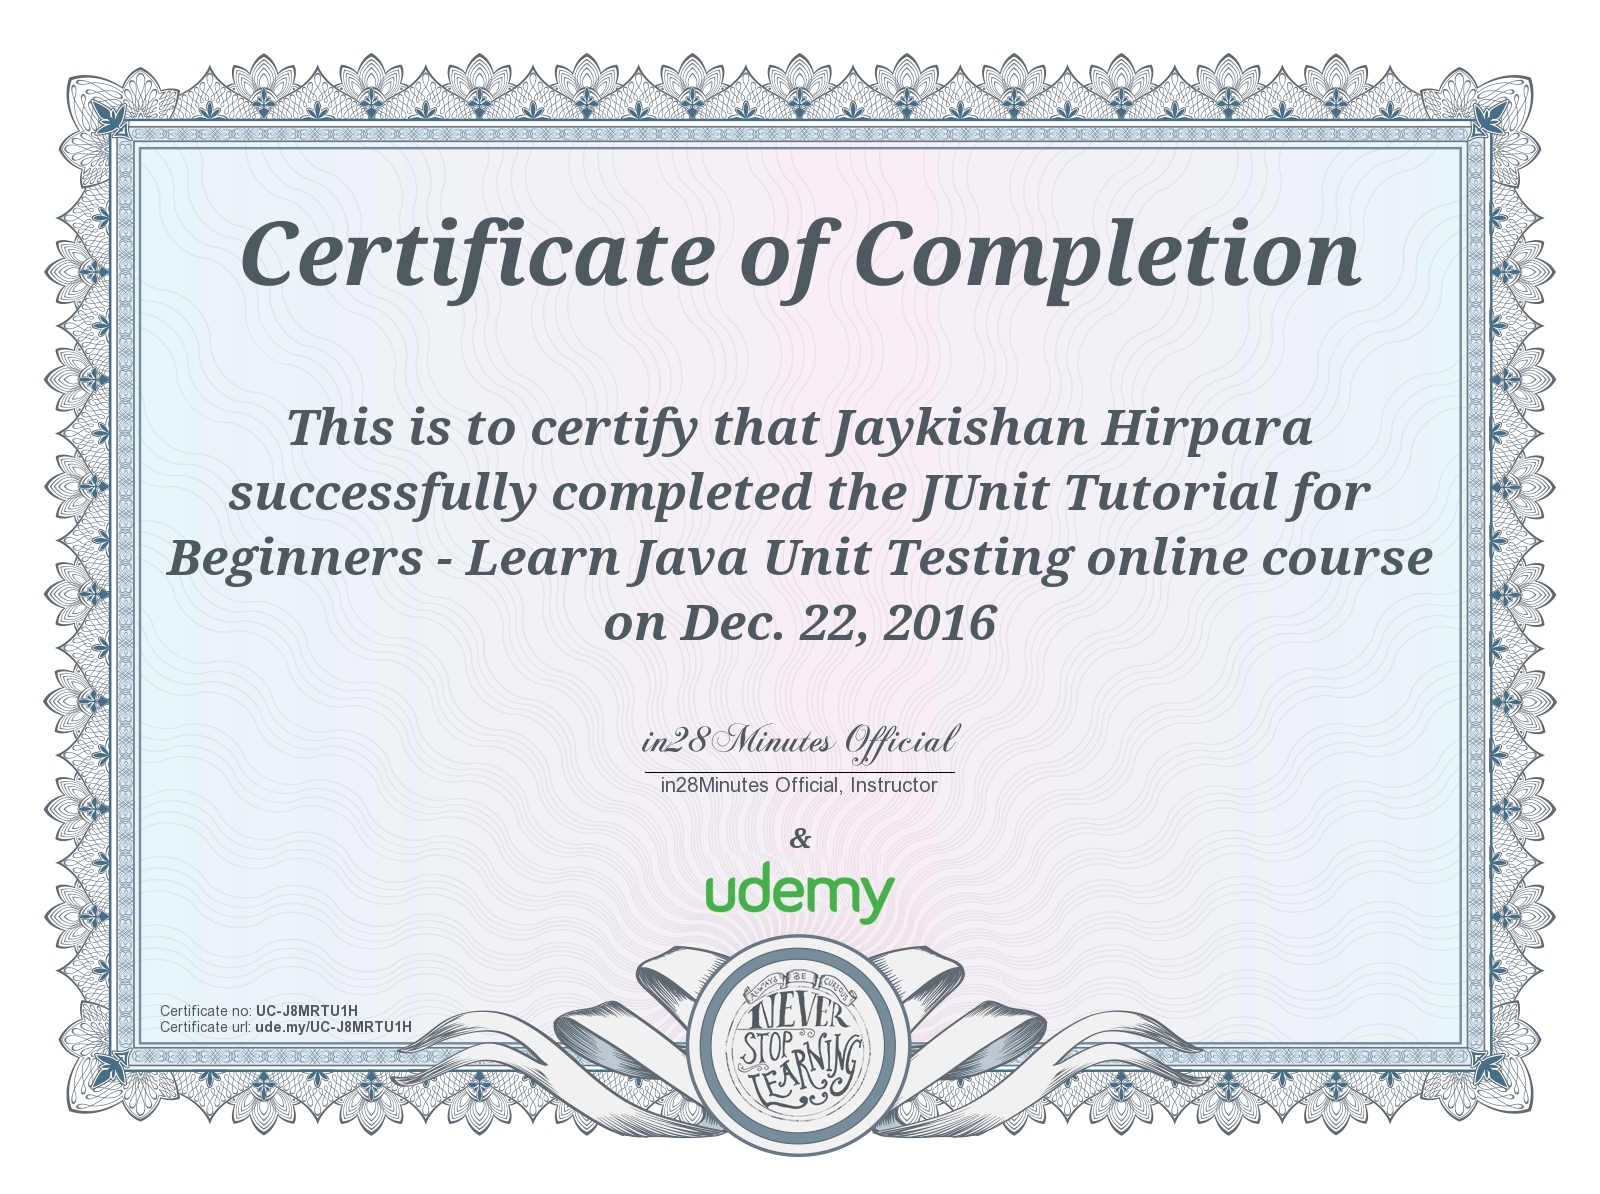 Certificate of Completion
This is to certify that Jaykishan Hirpara
successfully completed the JUnit Tutorial for
Beginners - Learn Java Unit Testing online course
on Dec. 22, 2016
in28Minutes Official
in28Minutes Official, Instructor
&
udemy
Certificate no: UC-J8MRTU1H
Certificate url: ude.my/UC-J8MRTU1H
ALWAYS BE CURIOUS
NEVER
STOP
LEARNING